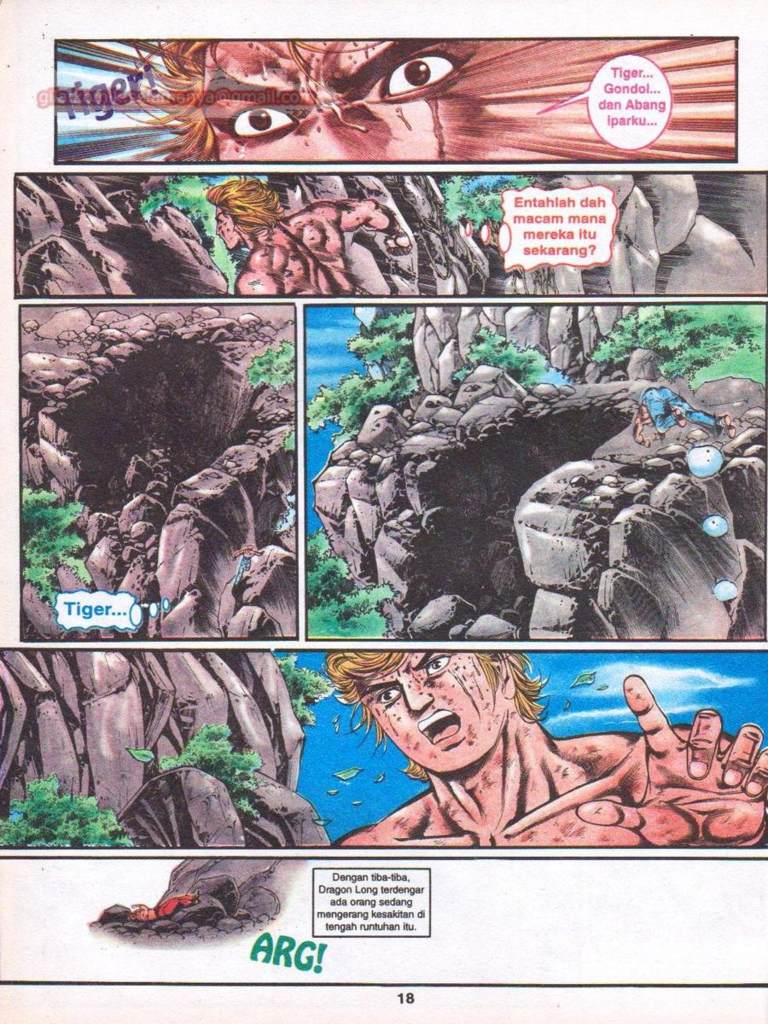 Tiger!
Tiger...
Gondol...
dan Abang
Iparku...
Entahlah dah
macam mana
mereka itu
sekarang?
Tiger...
Dengan tiba-tiba,
Dragon Long terdengar
ada orang sedang
mengerang kesakitan di
tengah runtuhan itu.
ARG!
18